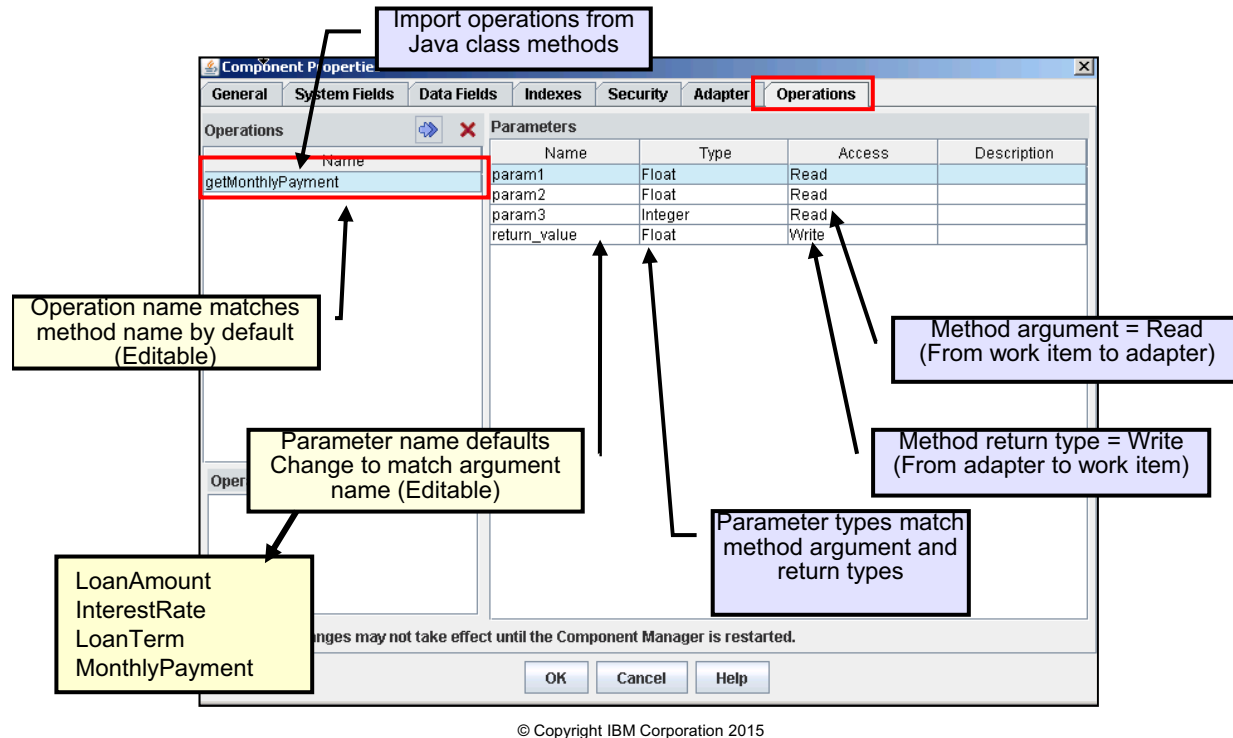 Import operations from
Java class methods
Component Propertie
General System Fields Data Fields Indexes Security Adapter Operations
Operations
Parameters
Name
Name Type Access Description
getMonthlyPayment
param1 Float Read
param2 Float Read
param3 Integer Read
return_value Float Write
Operation name matches
method name by default
(Editable)
Method argument = Read
(From work item to adapter)
Parameter name defaults
Change to match argument
name (Editable)
Method return type = Write
(From adapter to work item)
Oper
Parameter types match
method argument and
return types
LoanAmount
InterestRate
LoanTerm
MonthlyPayment
anges may not take effect until the Component Manager is restarted.
OK Cancel Help
© Copyright IBM Corporation 2015